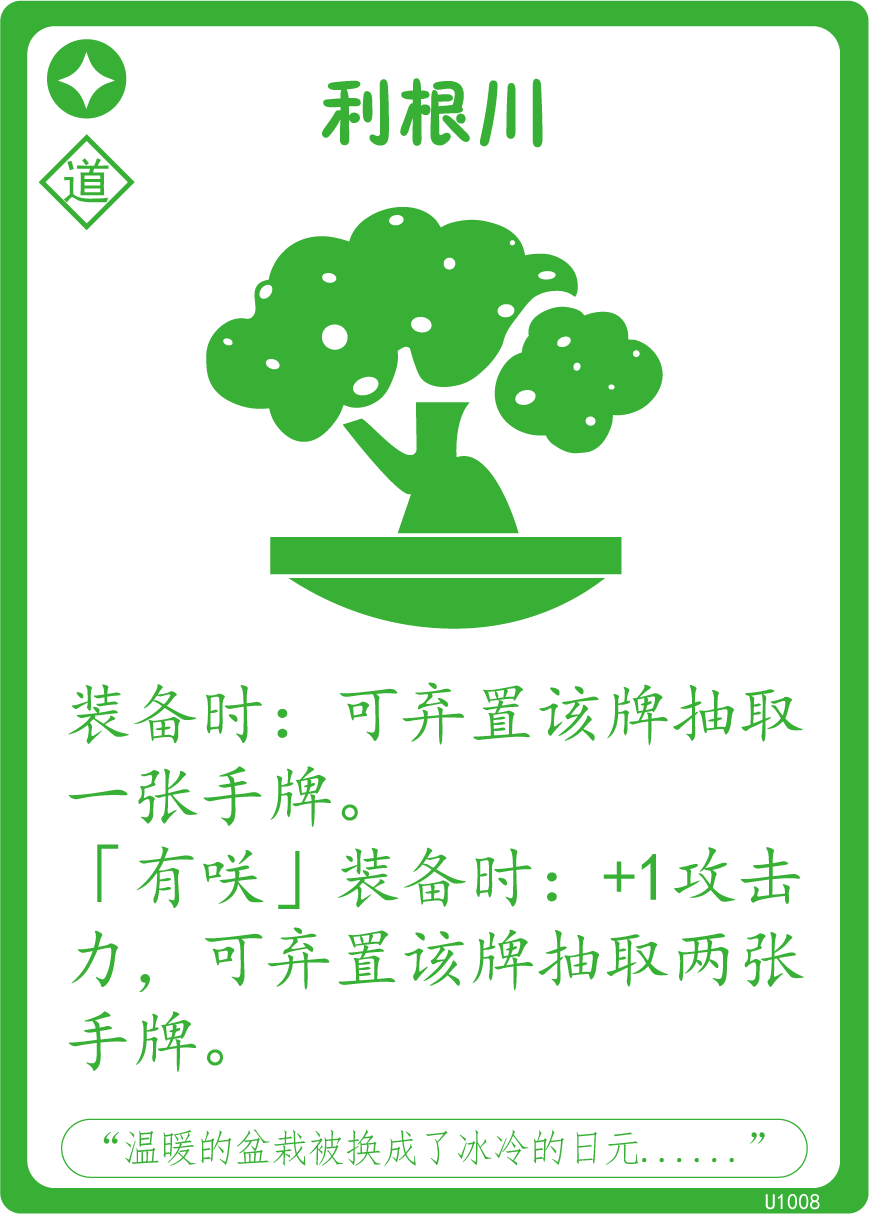 利根川
道
装备时：可弃置该牌抽取
一张手牌。
「有咲」装备时：+1攻击
力，可弃置该牌抽取两张
手牌。
“温暖的盆栽被换成了冰冷的日元......”
U1008